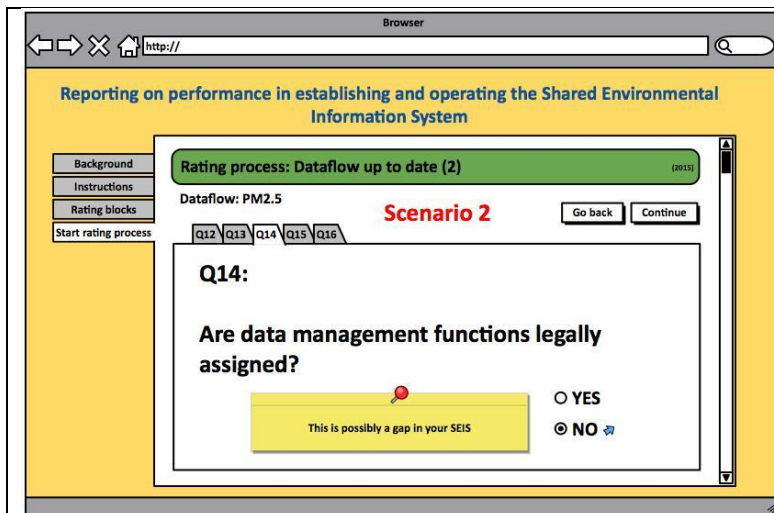 Browser
http://
Reporting on performance in establishing and operating the Shared Environmental
Information System
Background
Instructions
Rating blocks
Start rating process
Rating process: Dataflow up to date (2)
(2015)
Dataflow: PM2.5
Scenario 2
Go back
Continue
Q12
Q13
Q14
Q15
Q16
Q14:
Are data management functions legally
assigned?
This is possibly a gap in your SEIS
YES
NO